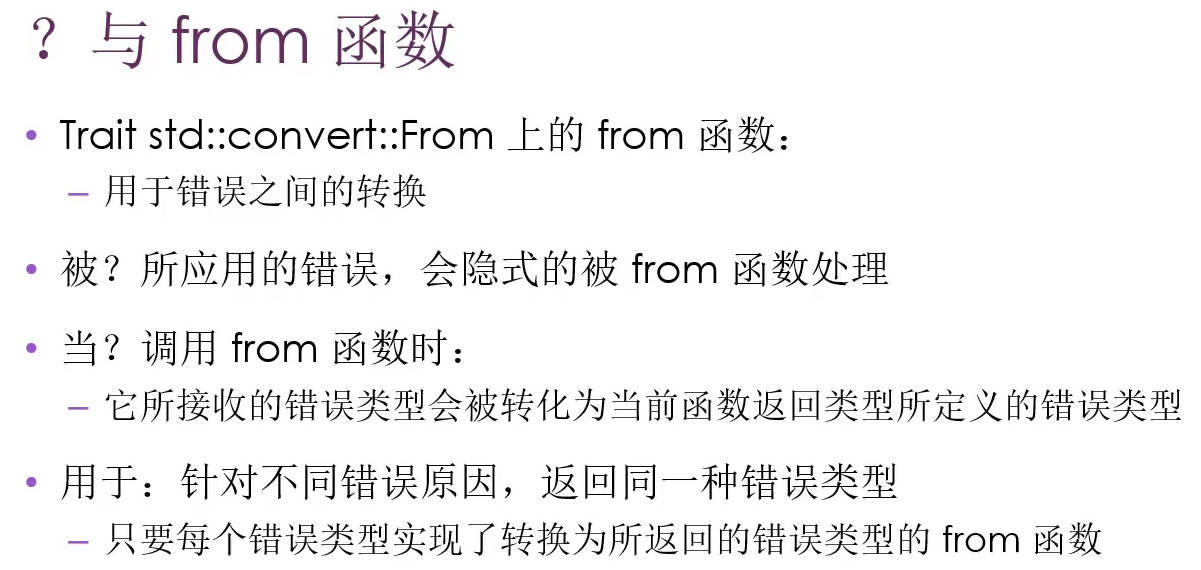 ？与 from 函数
• Trait std::convert::From 上的 from 函数：
– 用于错误之间的转换
• 被？所应用的错误，会隐式的被 from 函数处理
• 当？调用 from 函数时：
– 它所接收的错误类型会被转化为当前函数返回类型所定义的错误类型
• 用于：针对不同错误原因，返回同一种错误类型
– 只要每个错误类型实现了转换为所返回的错误类型的 from 函数